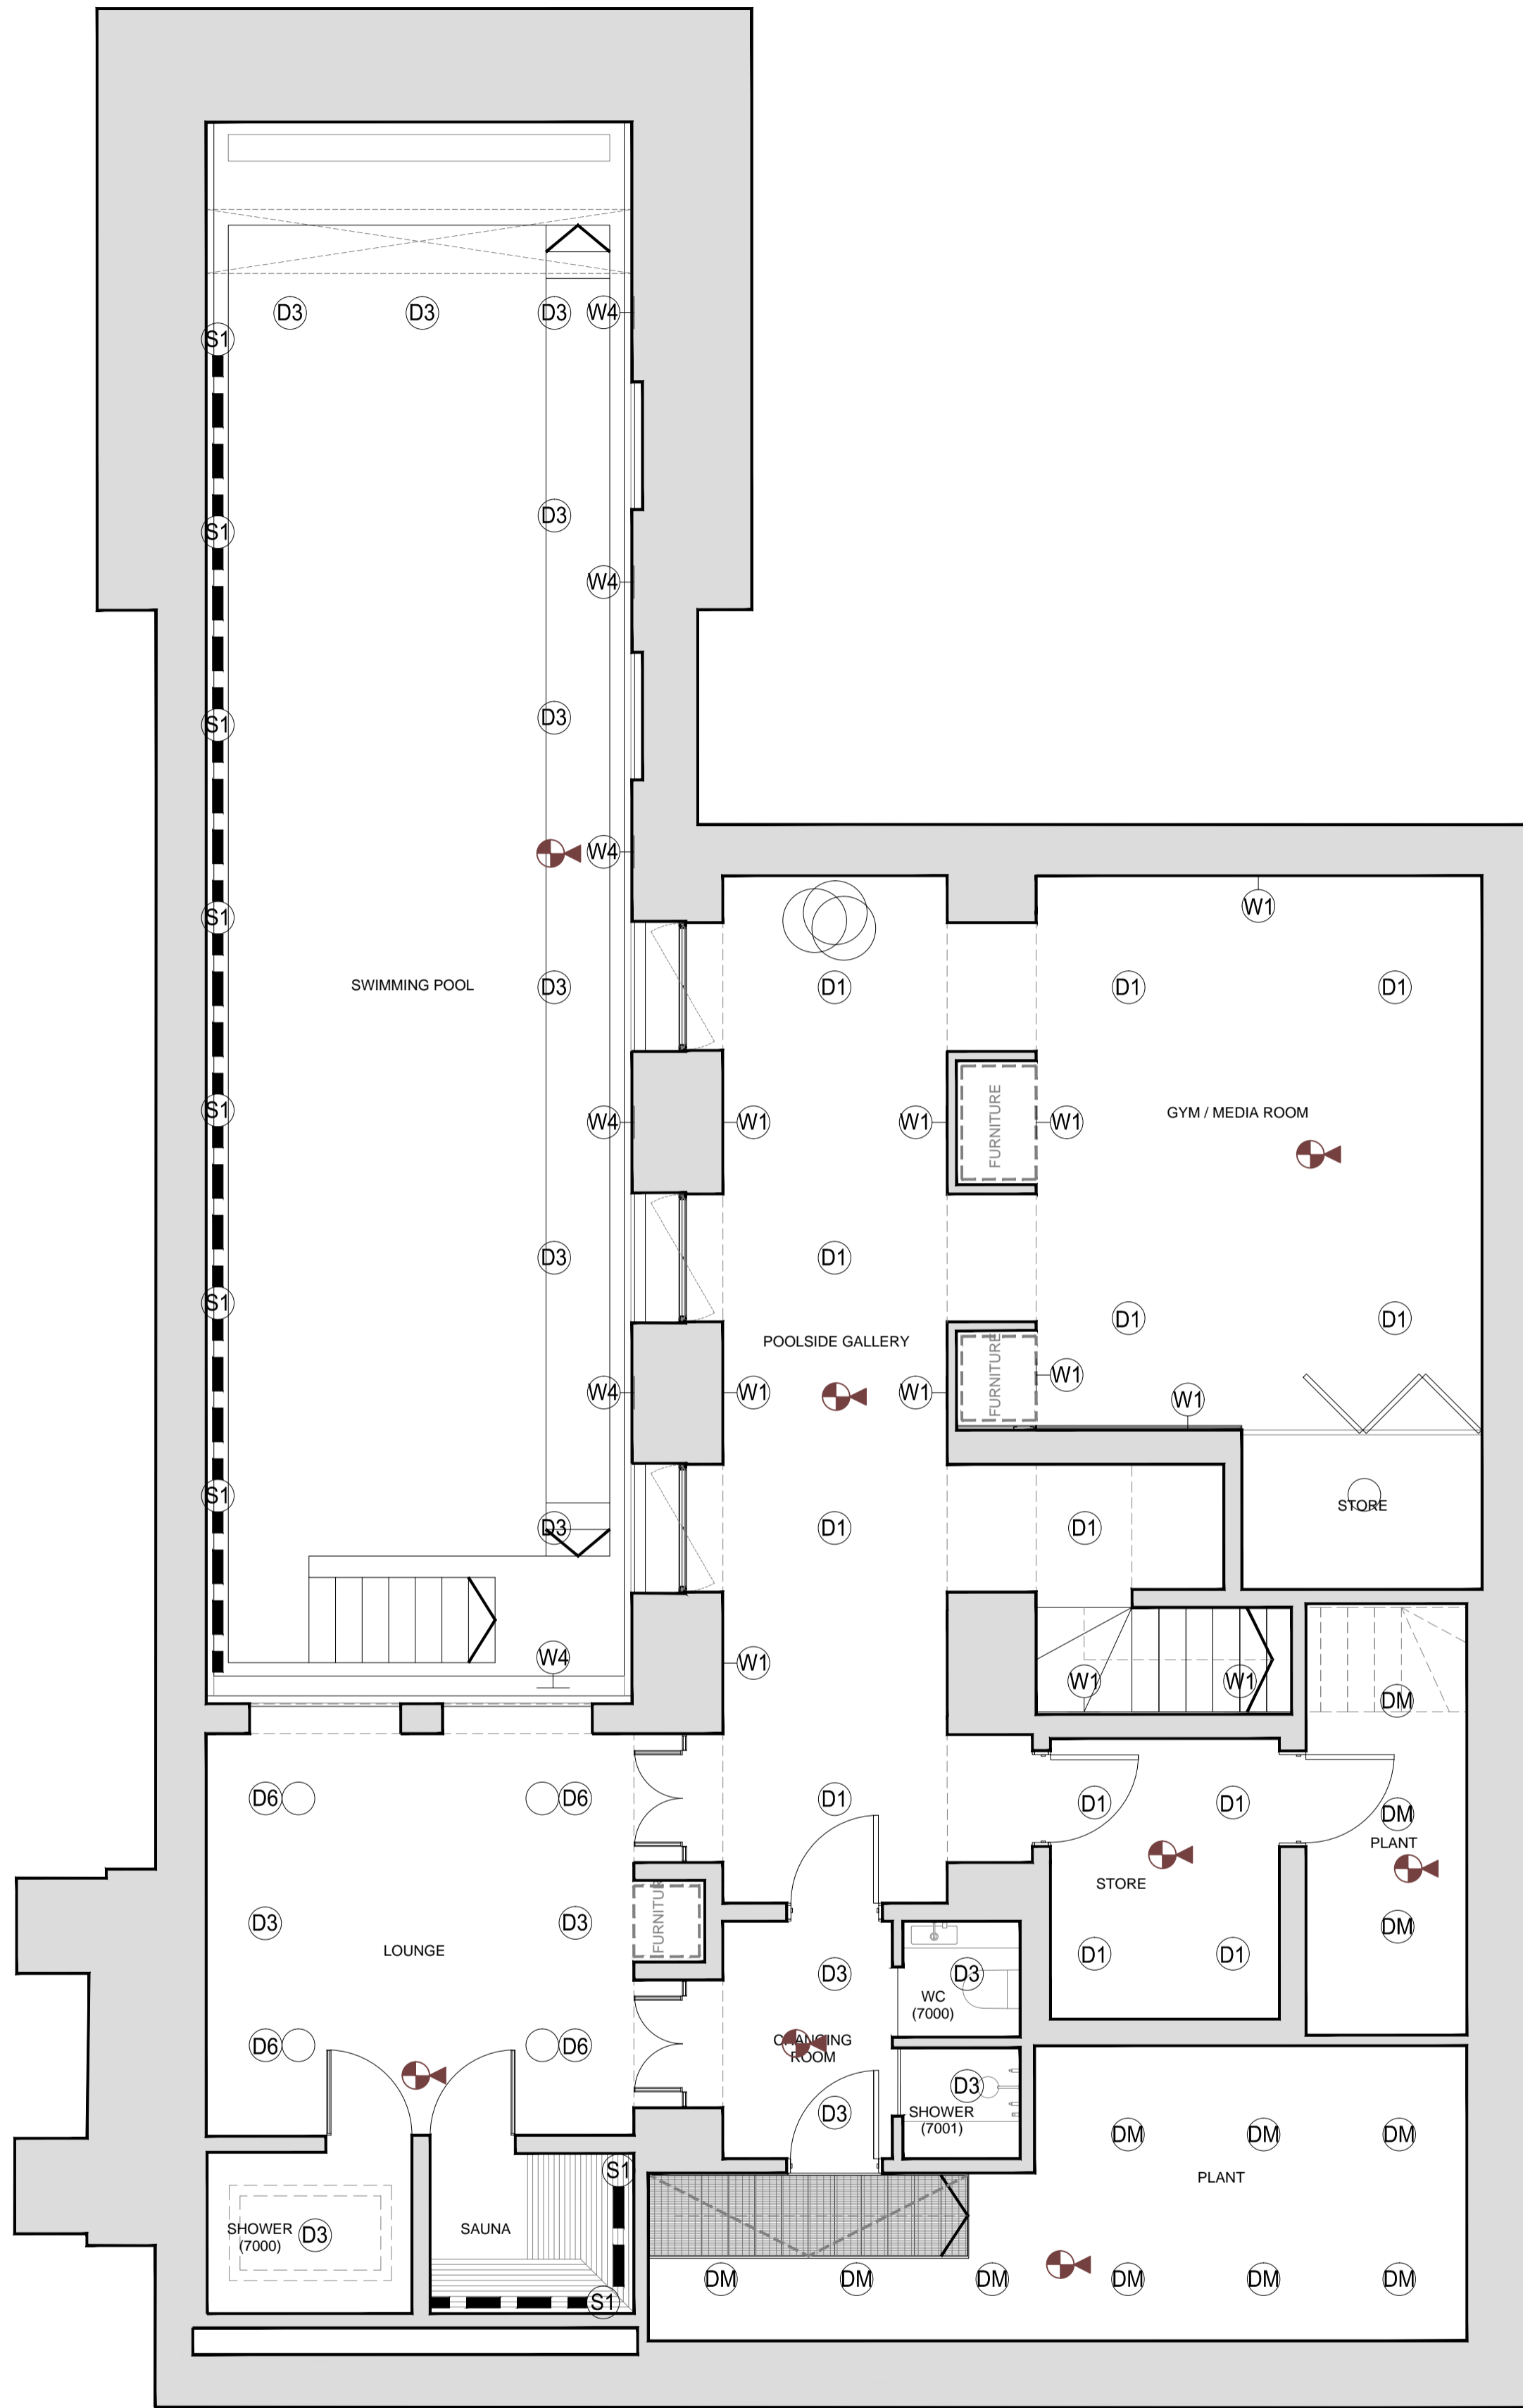 D3
D3
D3
W4
S1
D3
S1
W4
D3
S1
W4
W1
S1
SWIMMING POOL
D3
D1
D1
D1
S1
W4
W1
W1
FURNITURE
W1
GYM / MEDIA ROOM
D3
D1
S1
POOLSIDE GALLERY
D1
D1
W4
W1
W1
FURNITURE
W1
W1
S1
STORE
D3
D1
D1
W4
W1
W1
W1
DM
D6
D6
D1
D1
D1
DM
PLANT
STORE
D3
D3
FURNITUR
DM
LOUNGE
D1
D1
D3
D3
WC
(7000)
D6
D6
CHANGING
ROOM
D3
D3
SHOWER
(7001)
DM
DM
DM
S1
PLANT
SHOWER
(7000)
D3
SAUNA
S1
DM
DM
DM
DM
DM
DM